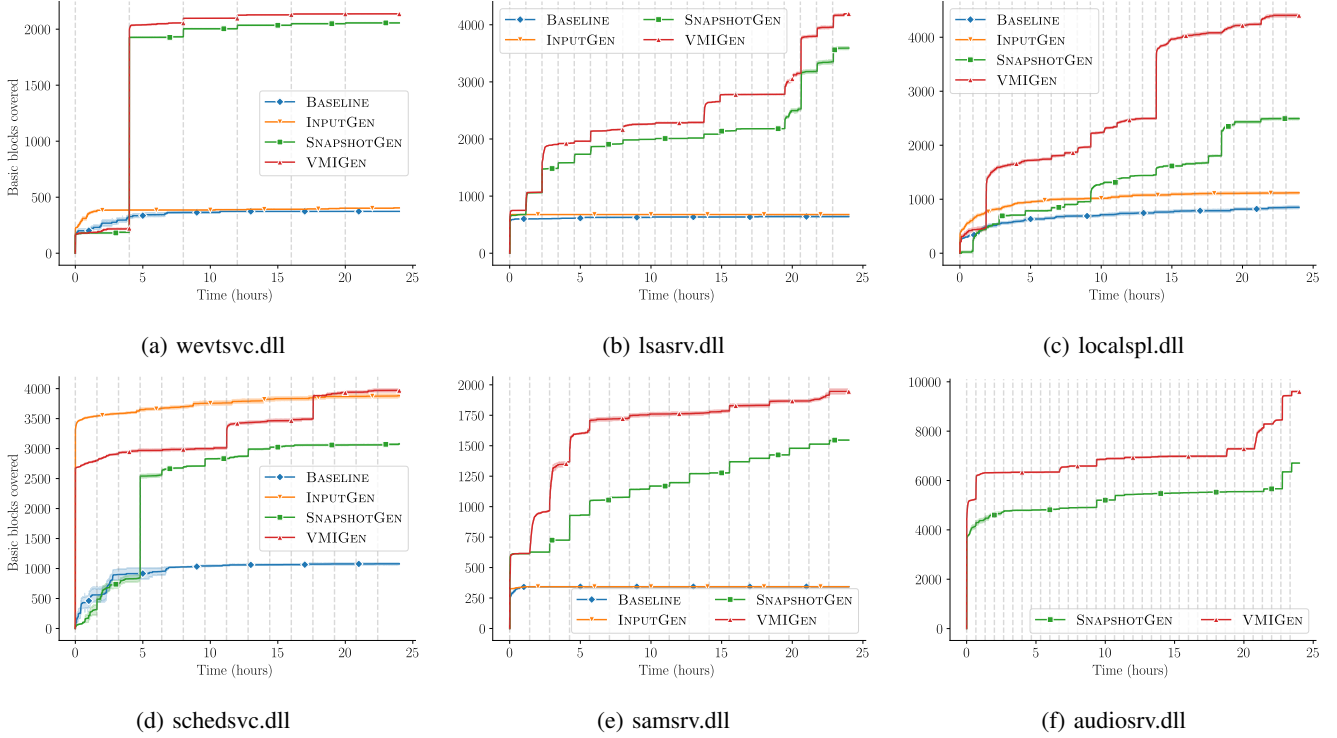 Basic blocks covered
2000
1500
1000
500
0
BASELINE
INPUTGEN
SNAPSHOTGEN
VMIGEN
0 5 10 15 20 25
Time (hours)
(a) wevtsvc.dll
4000
3000
2000
1000
0
BASELINE SNAPSHOTGEN
INPUTGEN VMIGEN
0 5 10 15 20 25
Time (hours)
(b) lsasrv.dll
4000
3000
2000
1000
0
BASELINE
INPUTGEN
SNAPSHOTGEN
VMIGEN
0 5 10 15 20 25
Time (hours)
(c) localspl.dll
Basic blocks covered
4000
3500
3000
2500
2000
1500
1000
500
0
BASELINE
INPUTGEN
SNAPSHOTGEN
VMIGEN
0 5 10 15 20 25
Time (hours)
(d) schedsvc.dll
2000
1750
1500
1250
1000
750
500
250
0
BASELINE SNAPSHOTGEN
INPUTGEN VMIGEN
0 5 10 15 20 25
Time (hours)
(e) samsrv.dll
10000
8000
6000
4000
2000
0
SNAPSHOTGEN VMIGEN
0 5 10 15 20 25
Time (hours)
(f) audiosrv.dll